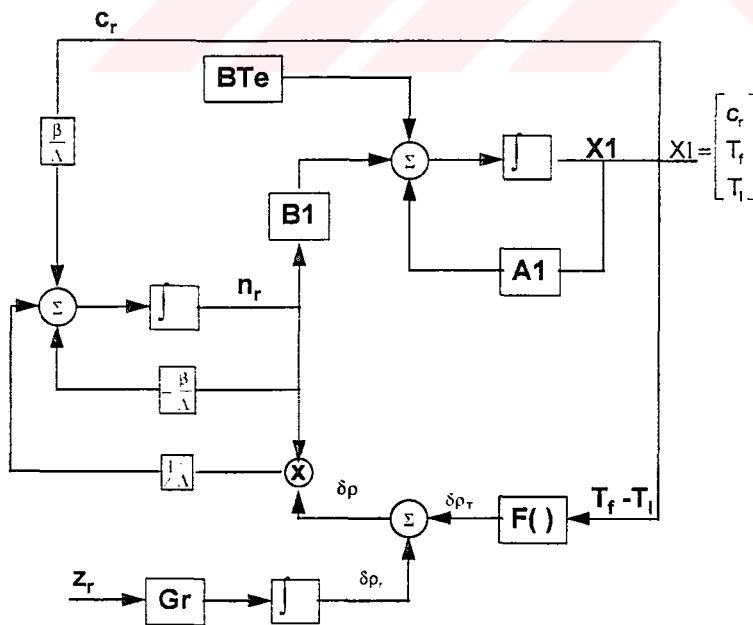 c_r
BTe
β/Λ
Σ
∫
X1
X1 = [c_r T_f T_l]
B1
A1
Σ
∫
n_r
-β/Λ
1/Λ
X
δρ
Σ
δρ_T
F( )
T_f -T_l
z_r
Gr
∫
δρ_r